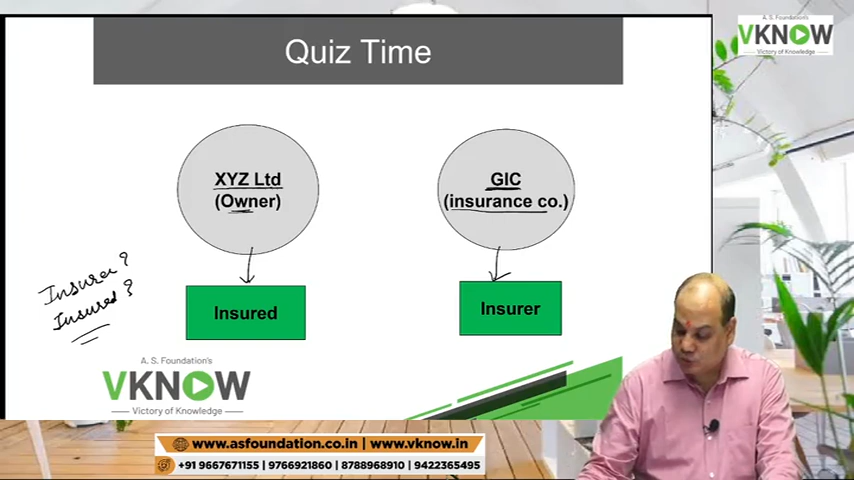 Quiz Time
A. S. Foundation's
VKNOW
Victory of Knowledge
XYZ Ltd
(Owner)
GIC
(insurance co.)
Insurer?
Insured?
Insured
Insurer
A. S. Foundation's
VKNOW
Victory of Knowledge
www.asfoundation.co.in | www.vknow.in
+91 9667671155 | 9766921860 | 8788968910 | 9422365495